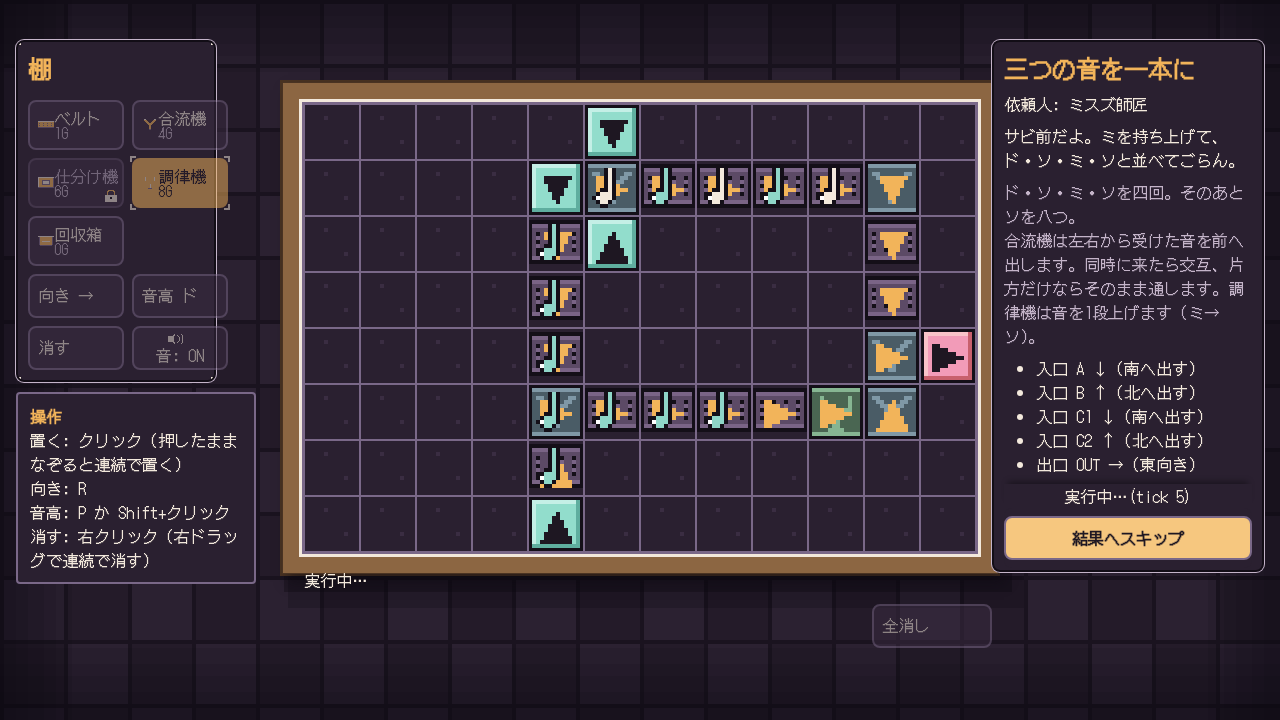 棚
ベルト
1G
合流機
4G
仕分け機
6G
調律機
8G
回収箱
0G
向き →
音高 ド
消す
音: ON
操作
置く: クリック (押したまま
なぞると連続で置く)
向き: R
音高: P か Shift+クリック
消す: 右クリック (右ドラッ
グで連続で消す)
実行中…
全消し
三つの音を一本に
依頼人: ミスズ師匠
サビ前だよ。ミを持ち上げて、
ド・ソ・ミ・ソと並べてごらん。
ド・ソ・ミ・ソを四回。そのあと
ソを八つ。
合流機は左右から受けた音を前へ
出します。同時に来たら交互、片
方だけならそのまま通します。調
律機は音を1段上げます (ミ→
ソ)。
• 入口 A ↓ (南へ出す)
• 入口 B ↑ (北へ出す)
• 入口 C1 ↓ (南へ出す)
• 入口 C2 ↑ (北へ出す)
• 出口 OUT → (東向き)
実行中…(tick 5)
結果へスキップ